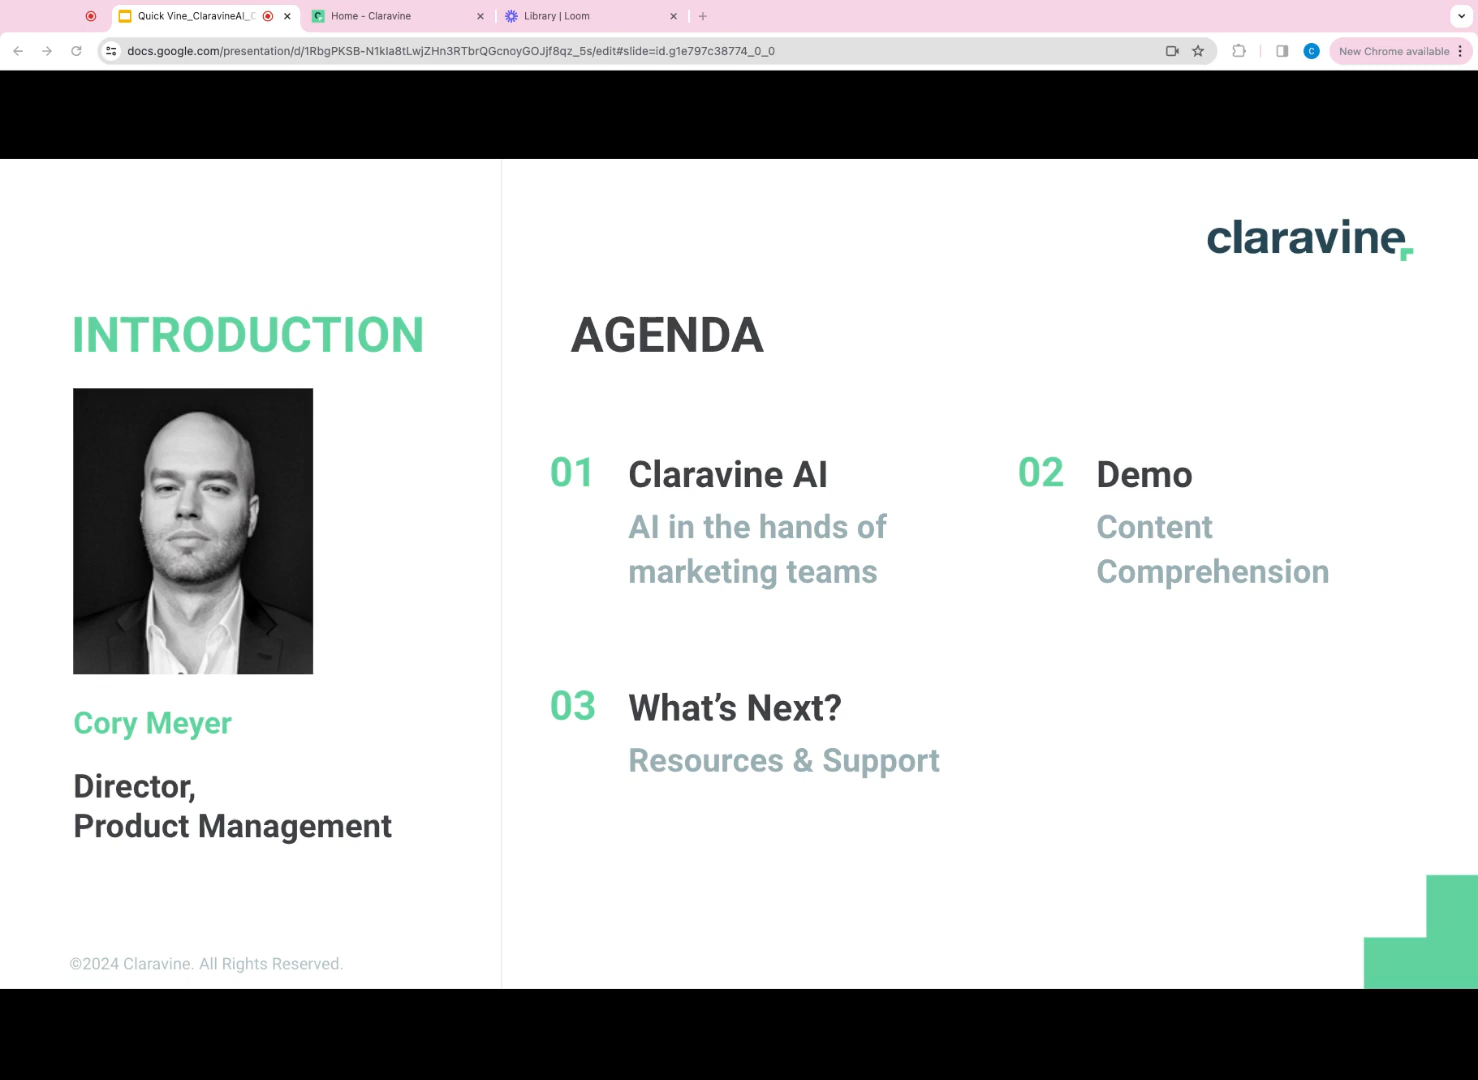 Quick Vine_ClaravineAI_C
Home - Claravine
Library | Loom
docs.google.com/presentation/d/1RbgPKSB-N1kIa8tLwjZHn3RTbrQGcnoyGOJjf8qz_5s/edit#slide=id.g1e797c38774_0_0
C
New Chrome available
claravine
INTRODUCTION
Cory Meyer
Director,
Product Management
©2024 Claravine. All Rights Reserved.
AGENDA
01 Claravine AI
AI in the hands of
marketing teams
02 Demo
Content
Comprehension
03 What's Next?
Resources & Support